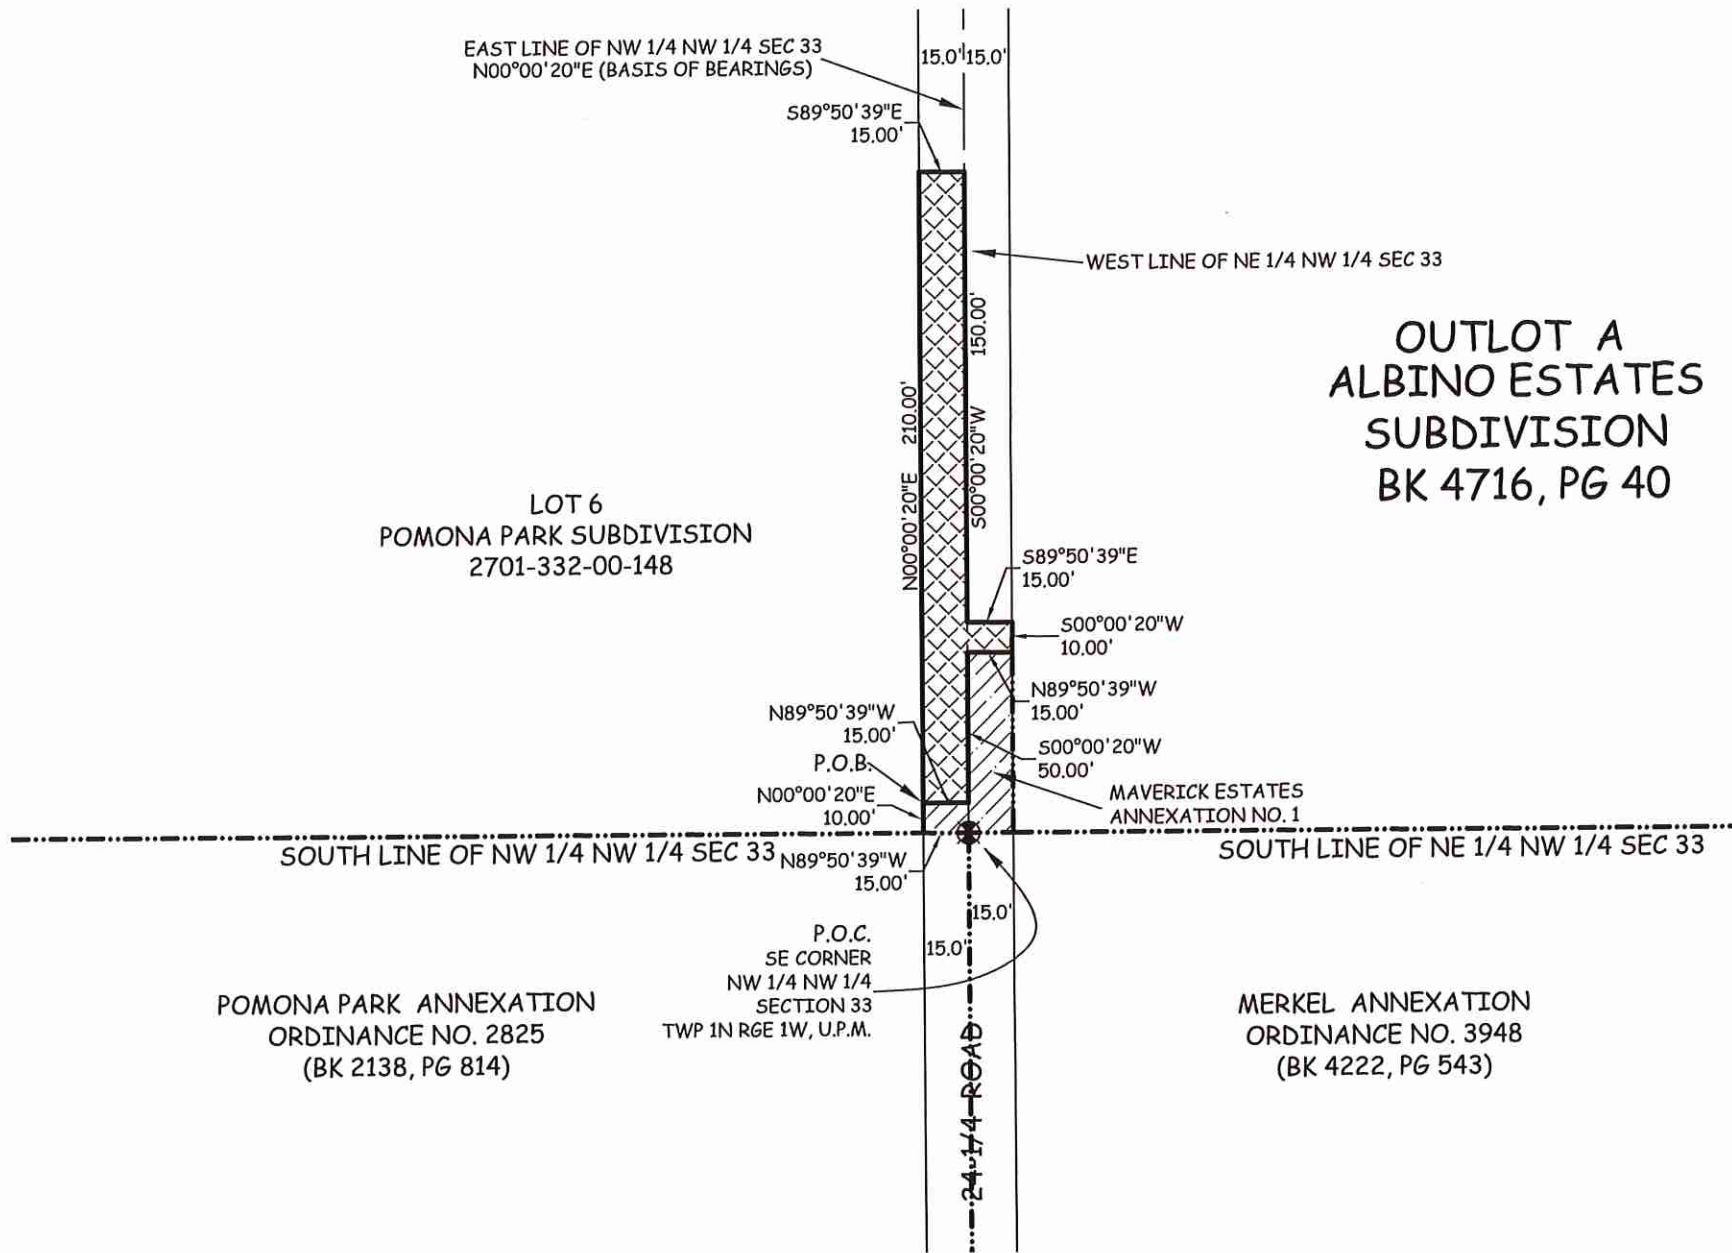 EAST LINE OF NW 1/4 NW 1/4 SEC 33
N00°00'20"E (BASIS OF BEARINGS)
15.0' 15.0'
S89°50'39"E
15.00'
WEST LINE OF NE 1/4 NW 1/4 SEC 33
OUTLOT A
ALBINO ESTATES
SUBDIVISION
BK 4716, PG 40
N00°00'20"E 210.00'
S00°00'20"W 150.00'
LOT 6
POMONA PARK SUBDIVISION
2701-332-00-148
S89°50'39"E
15.00'
S00°00'20"W
10.00'
N89°50'39"W
15.00'
S00°00'20"W
50.00'
N89°50'39"W
15.00'
P.O.B.
N00°00'20"E
10.00'
MAVERICK ESTATES
ANNEXATION NO. 1
SOUTH LINE OF NW 1/4 NW 1/4 SEC 33
N89°50'39"W
15.00'
SOUTH LINE OF NE 1/4 NW 1/4 SEC 33
15.0'
15.0'
P.O.C.
SE CORNER
NW 1/4 NW 1/4
SECTION 33
TWP 1N RGE 1W, U.P.M.
24-1/4 ROAD
POMONA PARK ANNEXATION
ORDINANCE NO. 2825
(BK 2138, PG 814)
MERKEL ANNEXATION
ORDINANCE NO. 3948
(BK 4222, PG 543)